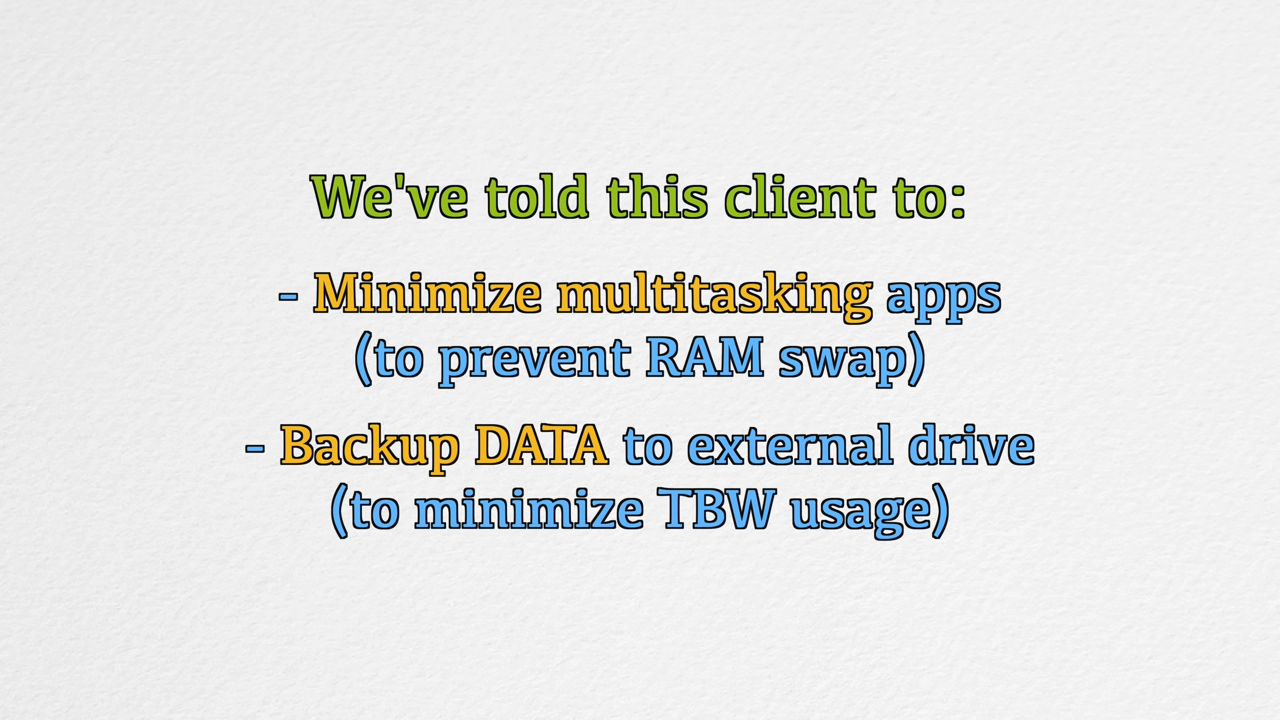 We've told this client to:
- Minimize multitasking apps
(to prevent RAM swap)
- Backup DATA to external drive
(to minimize TBW usage)